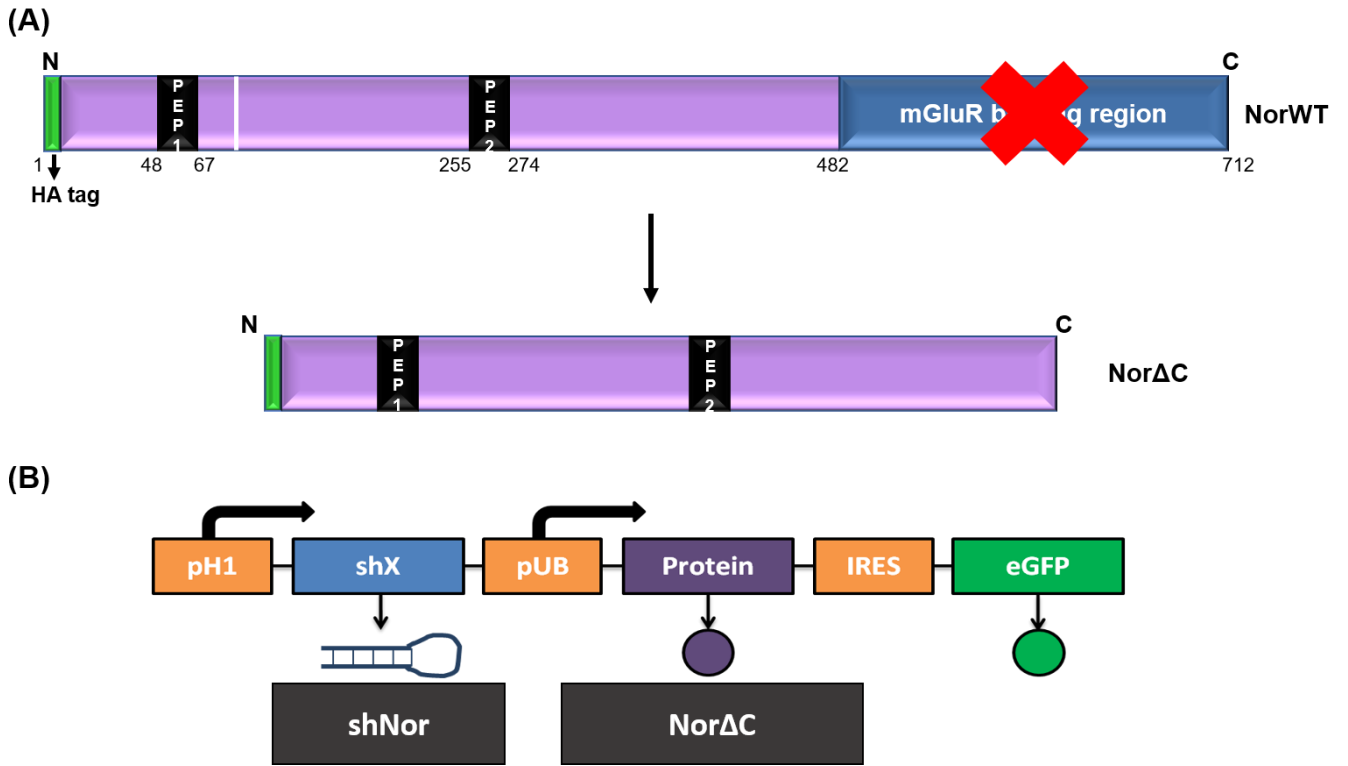 (A)
N
C
PEP1
PEP2
mGluR b g region
NorWT
1
48
67
255
274
482
712
HA tag
N
C
PEP1
PEP2
NorΔC
(B)
pH1
shX
pUB
Protein
IRES
eGFP
shNor
NorΔC